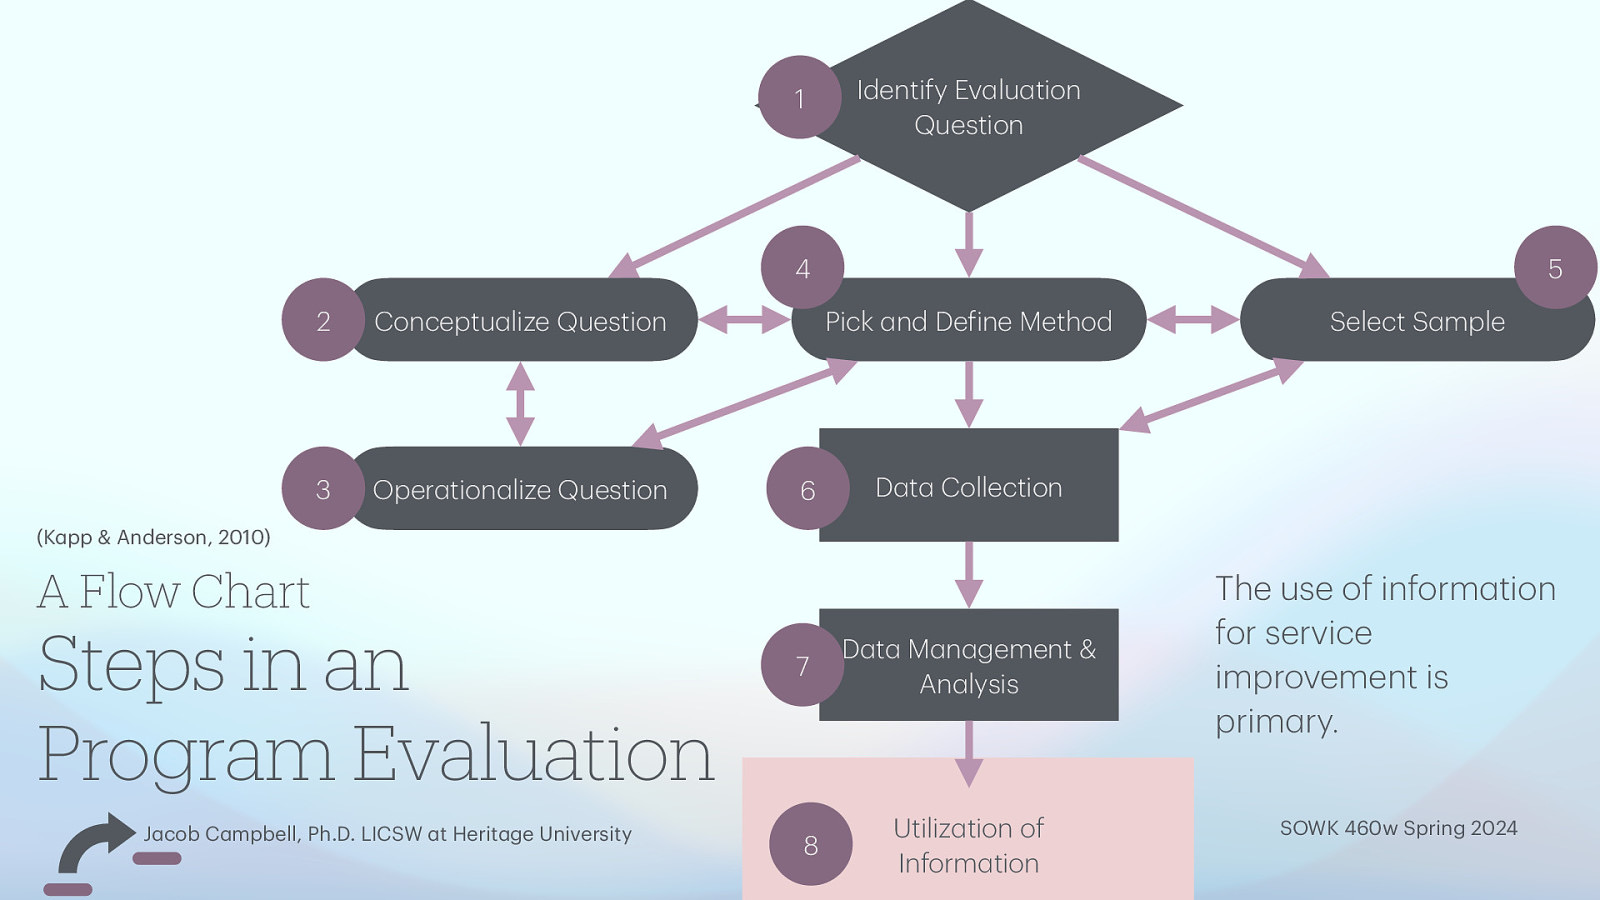 1
Identify Evaluation
Question
2
Conceptualize Question
4
Pick and Define Method
5
Select Sample
3
Operationalize Question
6
Data Collection
7
Data Management &
Analysis
8
Utilization of
Information
(Kapp & Anderson, 2010)
A Flow Chart
Steps in an
Program Evaluation
Jacob Campbell, Ph.D. LICSW at Heritage University
The use of information
for service
improvement is
primary.
SOWK 460w Spring 2024